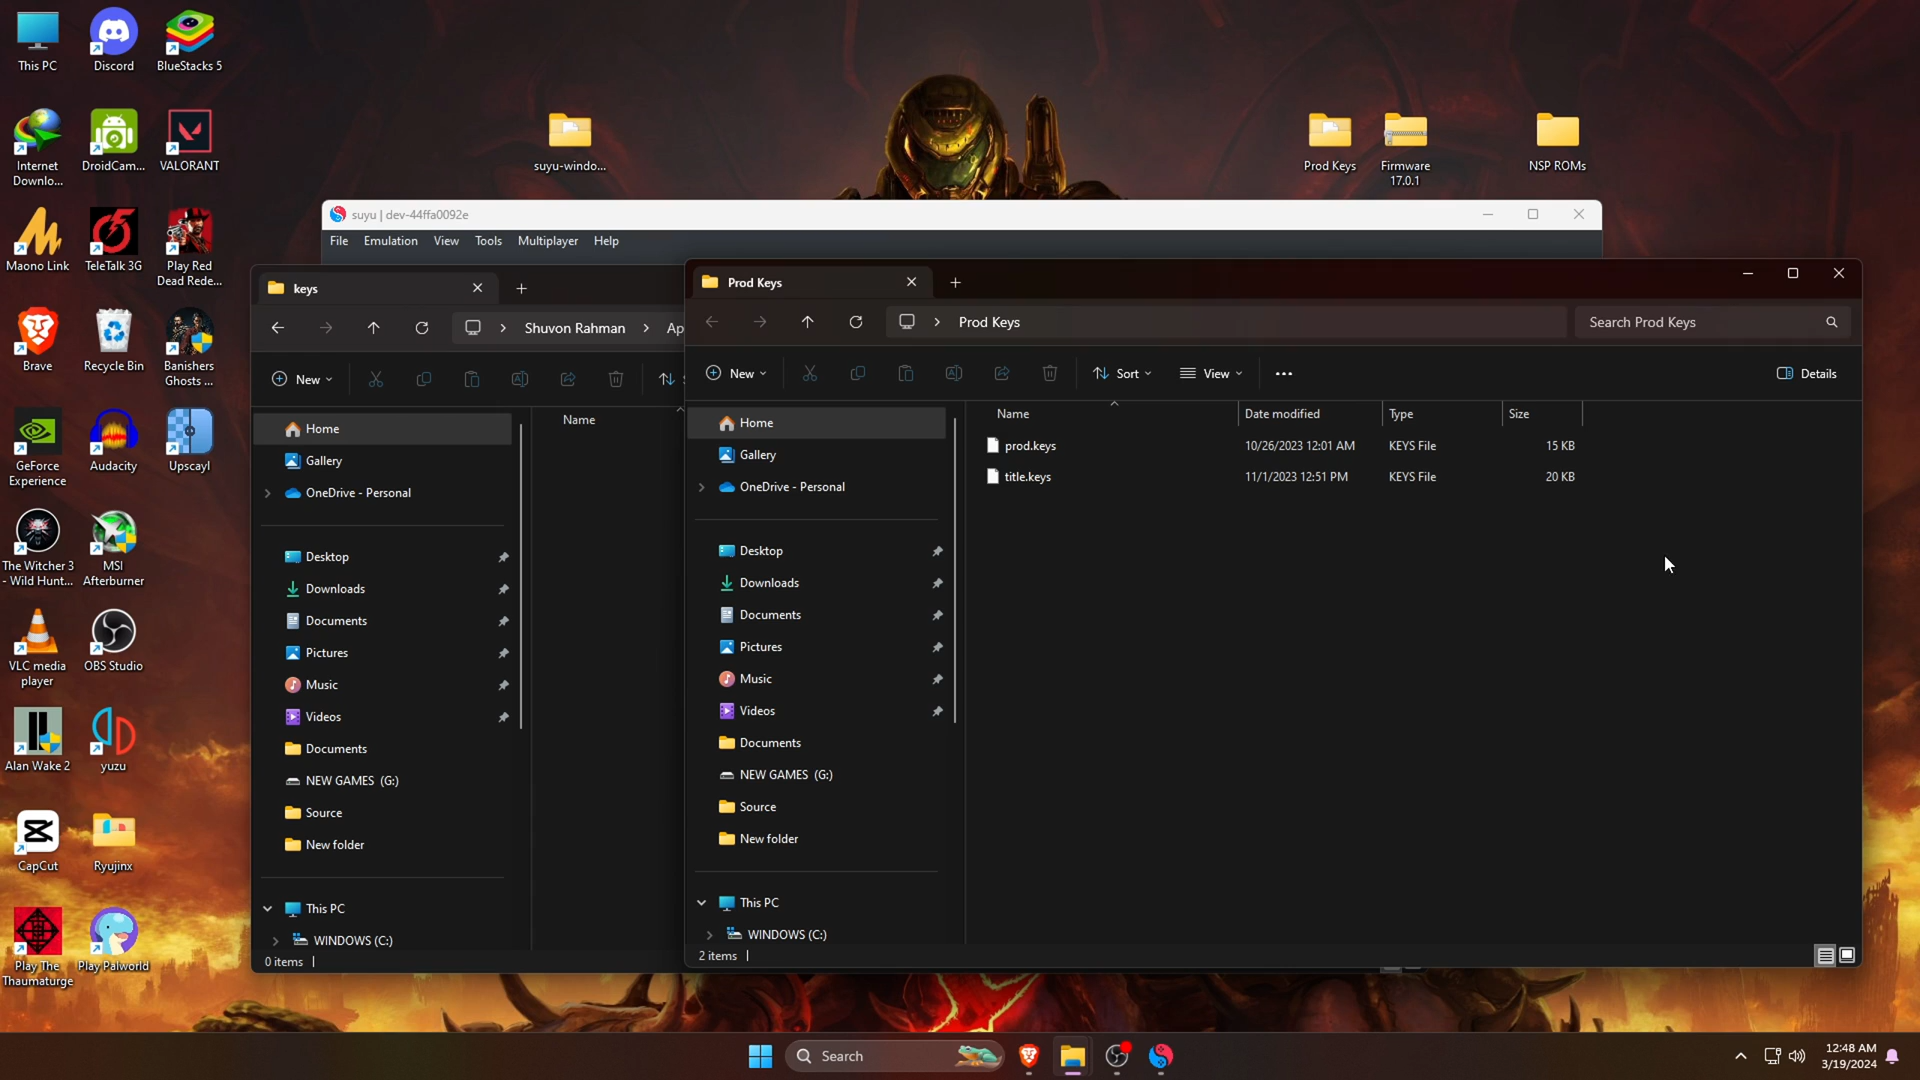 This PC
Discord
BlueStacks 5
Internet
Downlo...
DroidCam...
VALORANT
suyu-windo...
Prod Keys
Firmware
17.0.1
NSP ROMs
Maono Link
TeleTalk 3G
Play Red
Dead Rede...
Brave
Recycle Bin
Banishers
Ghosts ...
GeForce
Experience
Audacity
Upscayl
The Witcher 3
- Wild Hunt...
MSI
Afterburner
VLC media
player
OBS Studio
Alan Wake 2
yuzu
CapCut
Ryujinx
Play The
Thaumaturge
Play Palworld
suyu | dev-44ffa0092e
File Emulation View Tools Multiplayer Help
keys
Shuvon Rahman > Ap
New
Name
Home
Gallery
OneDrive - Personal
Desktop
Downloads
Documents
Pictures
Music
Videos
Documents
NEW GAMES (G:)
Source
New folder
This PC
WINDOWS (C:)
0 items
Prod Keys
Prod Keys
Search Prod Keys
New Sort View Details
Name Date modified Type Size
prod.keys 10/26/2023 12:01 AM KEYS File 15 KB
title.keys 11/1/2023 12:51 PM KEYS File 20 KB
Home
Gallery
OneDrive - Personal
Desktop
Downloads
Documents
Pictures
Music
Videos
Documents
NEW GAMES (G:)
Source
New folder
This PC
WINDOWS (C:)
2 items
Search
12:48 AM
3/19/2024